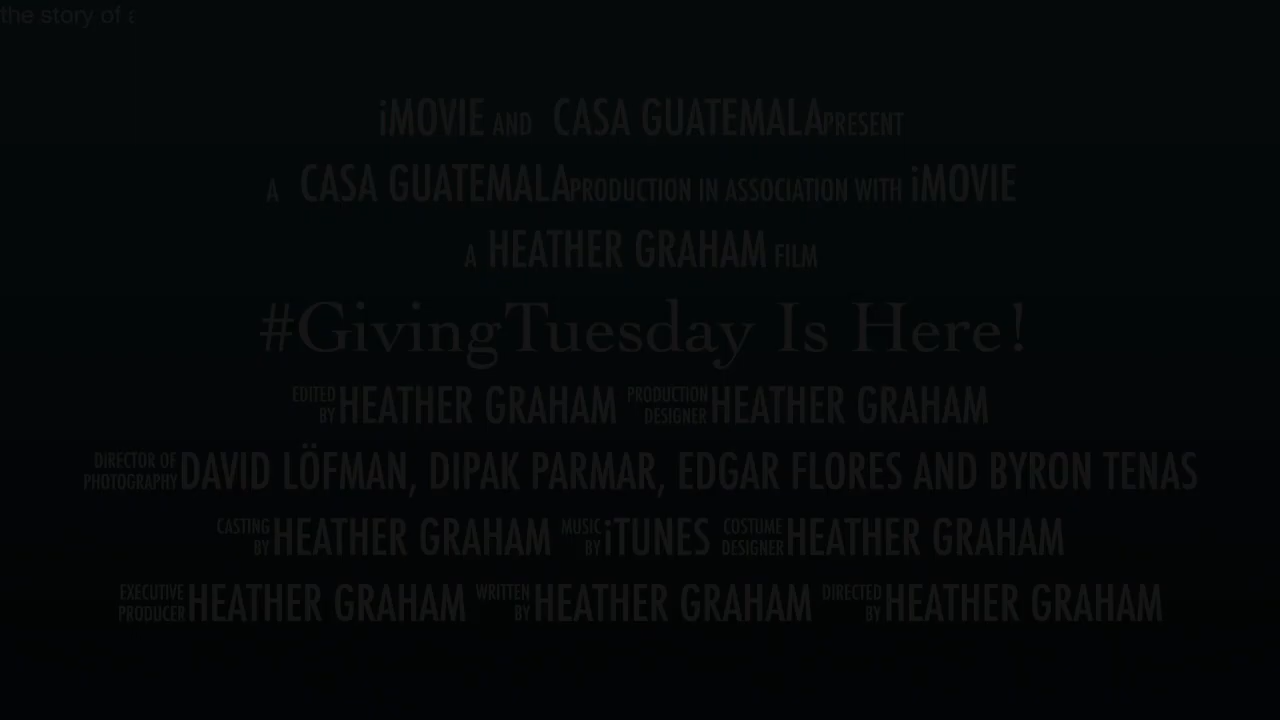 the story of
iMOVIE AND CASA GUATEMALA PRESENT
A CASA GUATEMALA PRODUCTION IN ASSOCIATION WITH iMOVIE
A HEATHER GRAHAM FILM
#GivingTuesday Is Here!
EDITED BY HEATHER GRAHAM PRODUCTION DESIGNER HEATHER GRAHAM
DIRECTOR OF PHOTOGRAPHY DAVID LÖFMAN, DIPAK PARMAR, EDGAR FLORES AND BYRON TENAS
CASTING BY HEATHER GRAHAM MUSIC BY iTUNES COSTUME DESIGNER HEATHER GRAHAM
EXECUTIVE PRODUCER HEATHER GRAHAM WRITTEN BY HEATHER GRAHAM DIRECTED BY HEATHER GRAHAM